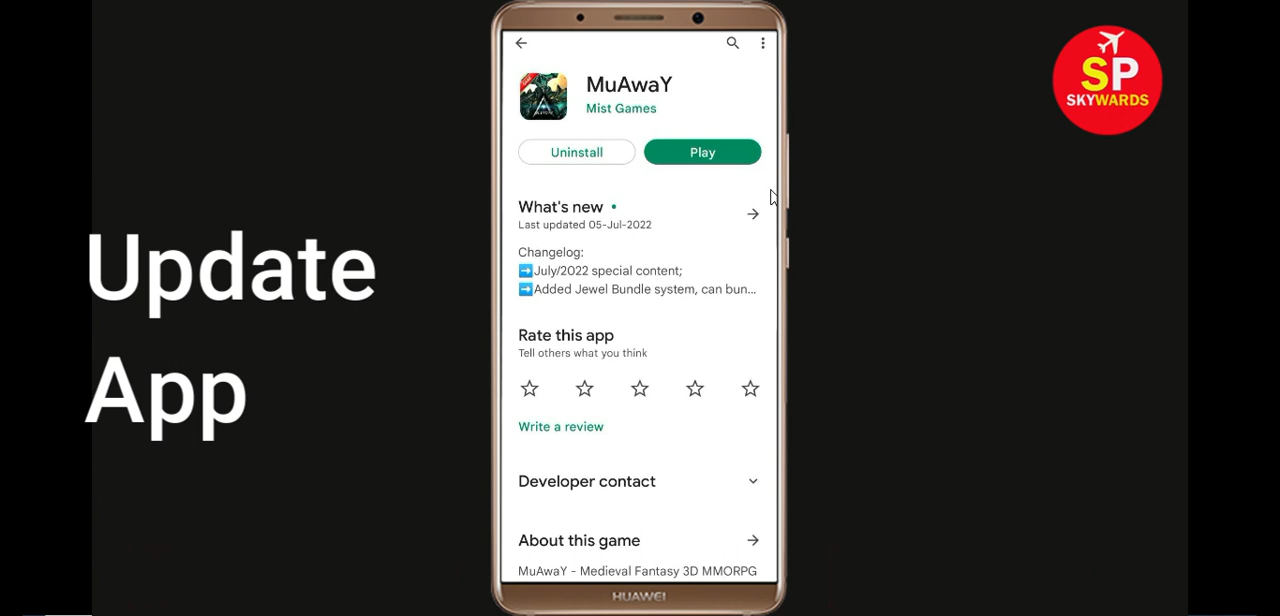 SP
SKYWARDS
Update
App
MuAwaY
Mist Games
Uninstall
Play
What's new
Last updated 05-Jul-2022
Changelog:
➡️July/2022 special content;
➡️Added Jewel Bundle system, can bun...
Rate this app
Tell others what you think
Write a review
Developer contact
About this game
MuAwaY - Medieval Fantasy 3D MMORPG
HUAWEI